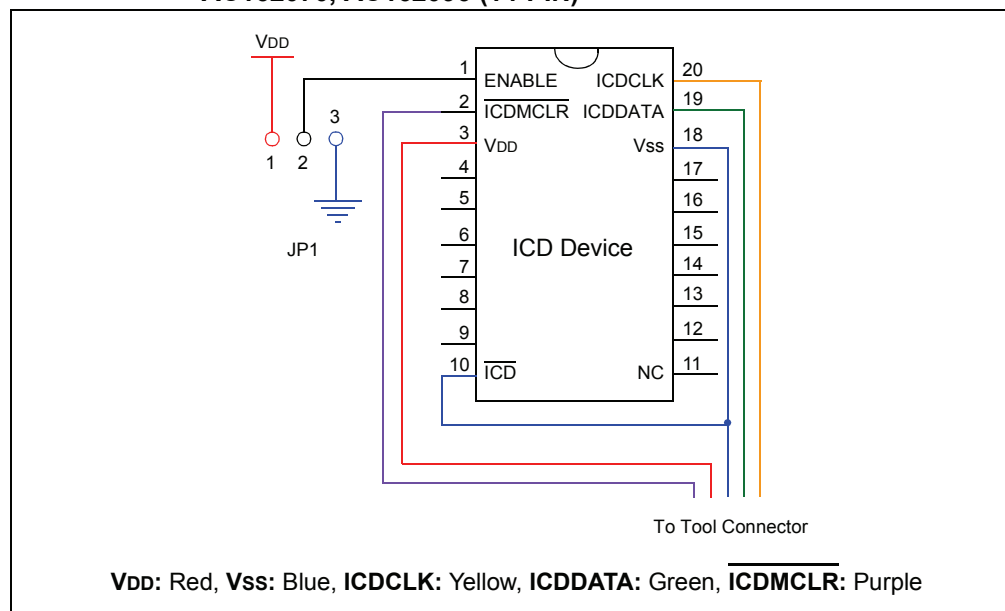 VDD
1 2 3
JP1
1 ENABLE ICDCLK 20
2 ICDMCLR ICDDATA 19
3 VDD Vss 18
4 17
5 16
6 15
ICD Device
7 14
8 13
9 12
10 ICD NC 11
To Tool Connector
VDD: Red, Vss: Blue, ICDCLK: Yellow, ICDDATA: Green, ICDMCLR: Purple